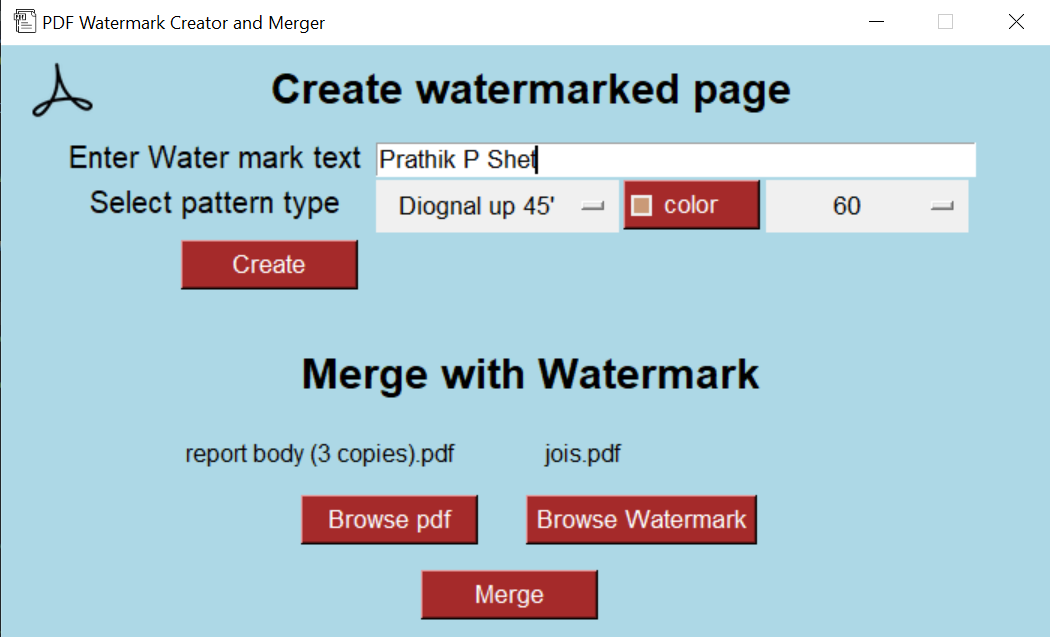 PDF Watermark Creator and Merger
Create watermarked page
Enter Water mark text Prathik P Shet
Select pattern type Diognal up 45' color 60
Create
Merge with Watermark
report body (3 copies).pdf jois.pdf
Browse pdf Browse Watermark
Merge